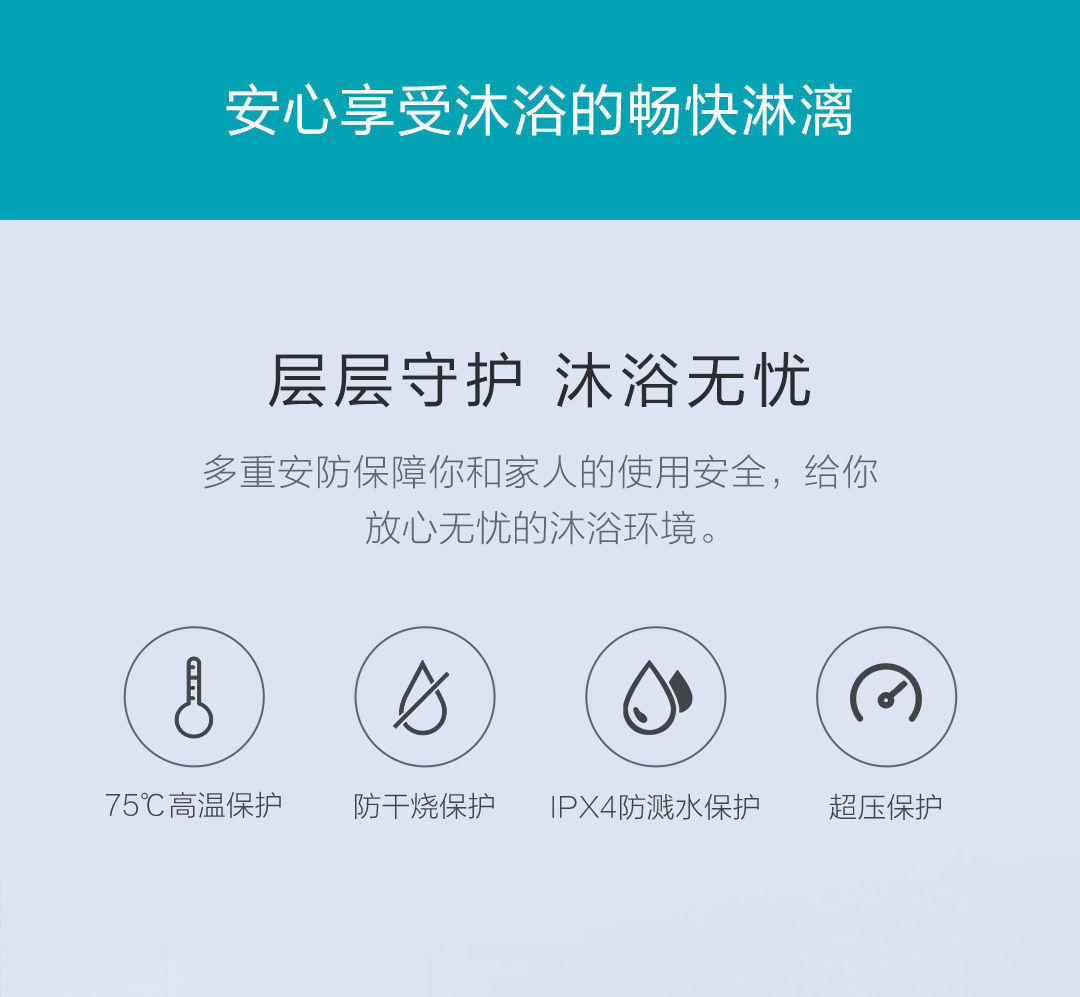 安心享受沐浴的畅快淋漓
层层守护 沐浴无忧
多重安防保障你和家人的使用安全，给你
放心无忧的沐浴环境。
75℃高温保护
防干烧保护
IPX4防溅水保护
超压保护